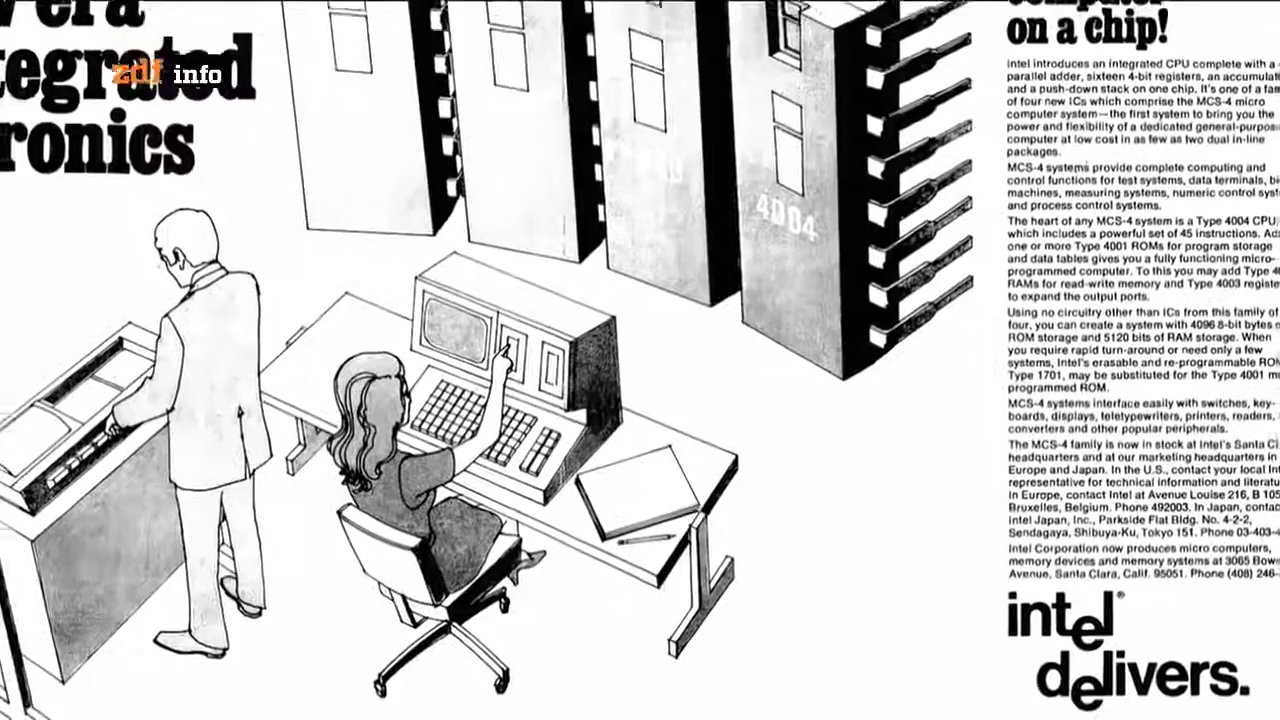 integrated
zdf info
computer
on a chip!
Intel introduces an integrated CPU complete with a
parallel adder, sixteen 4-bit registers, an accumulat
and a push-down stack on one chip. It's one of a fam
of four new ICs which comprise the MCS-4 micro
computer system—the first system to bring you the
power and flexibility of a dedicated general-purpos
computer at low cost in as few as two dual in-line
packages.
MCS-4 systems provide complete computing and
control functions for test systems, data terminals, bi
machines, measuring systems, numeric control syst
and process control systems.
The heart of any MCS-4 system is a Type 4004 CPU,
which includes a powerful set of 45 instructions. Ad
one or more Type 4001 ROMs for program storage
and data tables gives you a fully functioning micro-
programmed computer. To this you may add Type 4
RAMs for read-write memory and Type 4003 registe
to expand the output ports.
Using no circuitry other than ICs from this family of
four, you can create a system with 4096 8-bit bytes o
ROM storage and 5120 bits of RAM storage. When
you require rapid turn-around or need only a few
systems, Intel's erasable and re-programmable ROM
Type 1701, may be substituted for the Type 4001 m
programmed ROM.
MCS-4 systems interface easily with switches, key-
boards, displays, teletypewriters, printers, readers,
converters and other popular peripherals.
The MCS-4 family is now in stock at Intel's Santa Cl
headquarters and at our marketing headquarters in
Europe and Japan. In the U.S., contact your local Int
representative for technical information and literatu
In Europe, contact Intel at Avenue Louise 216, B 105
Bruxelles, Belgium. Phone 492003. In Japan, contac
Intel Japan, Inc., Parkside Flat Bldg. No. 4-2-2,
Sendagaya, Shibuya-Ku, Tokyo 151. Phone 03-403-4
Intel Corporation now produces micro computers,
memory devices and memory systems at 3065 Bowe
Avenue, Santa Clara, Calif. 95051. Phone (408) 246-
4004
intel®
delivers.